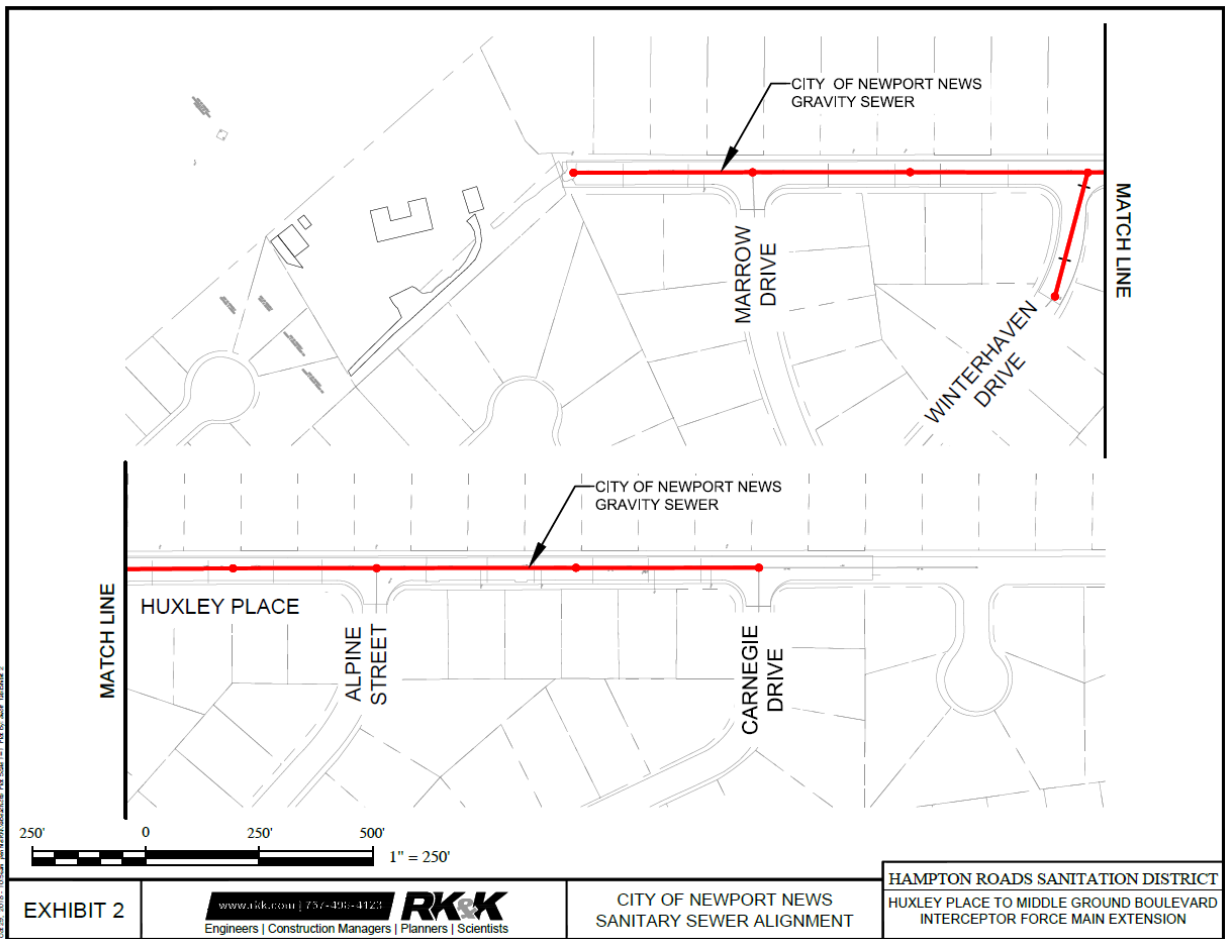 CITY OF NEWPORT NEWS
GRAVITY SEWER
MATCH LINE
MARROW
DRIVE
WINTERHAVEN
DRIVE
CITY OF NEWPORT NEWS
GRAVITY SEWER
MATCH LINE
HUXLEY PLACE
ALPINE
STREET
CARNEGIE
DRIVE
250' 0 250' 500'
1" = 250'
EXHIBIT 2
www.rkk.com | 757-498-4123
RK&K
Engineers | Construction Managers | Planners | Scientists
CITY OF NEWPORT NEWS
SANITARY SEWER ALIGNMENT
HAMPTON ROADS SANITATION DISTRICT
HUXLEY PLACE TO MIDDLE GROUND BOULEVARD
INTERCEPTOR FORCE MAIN EXTENSION